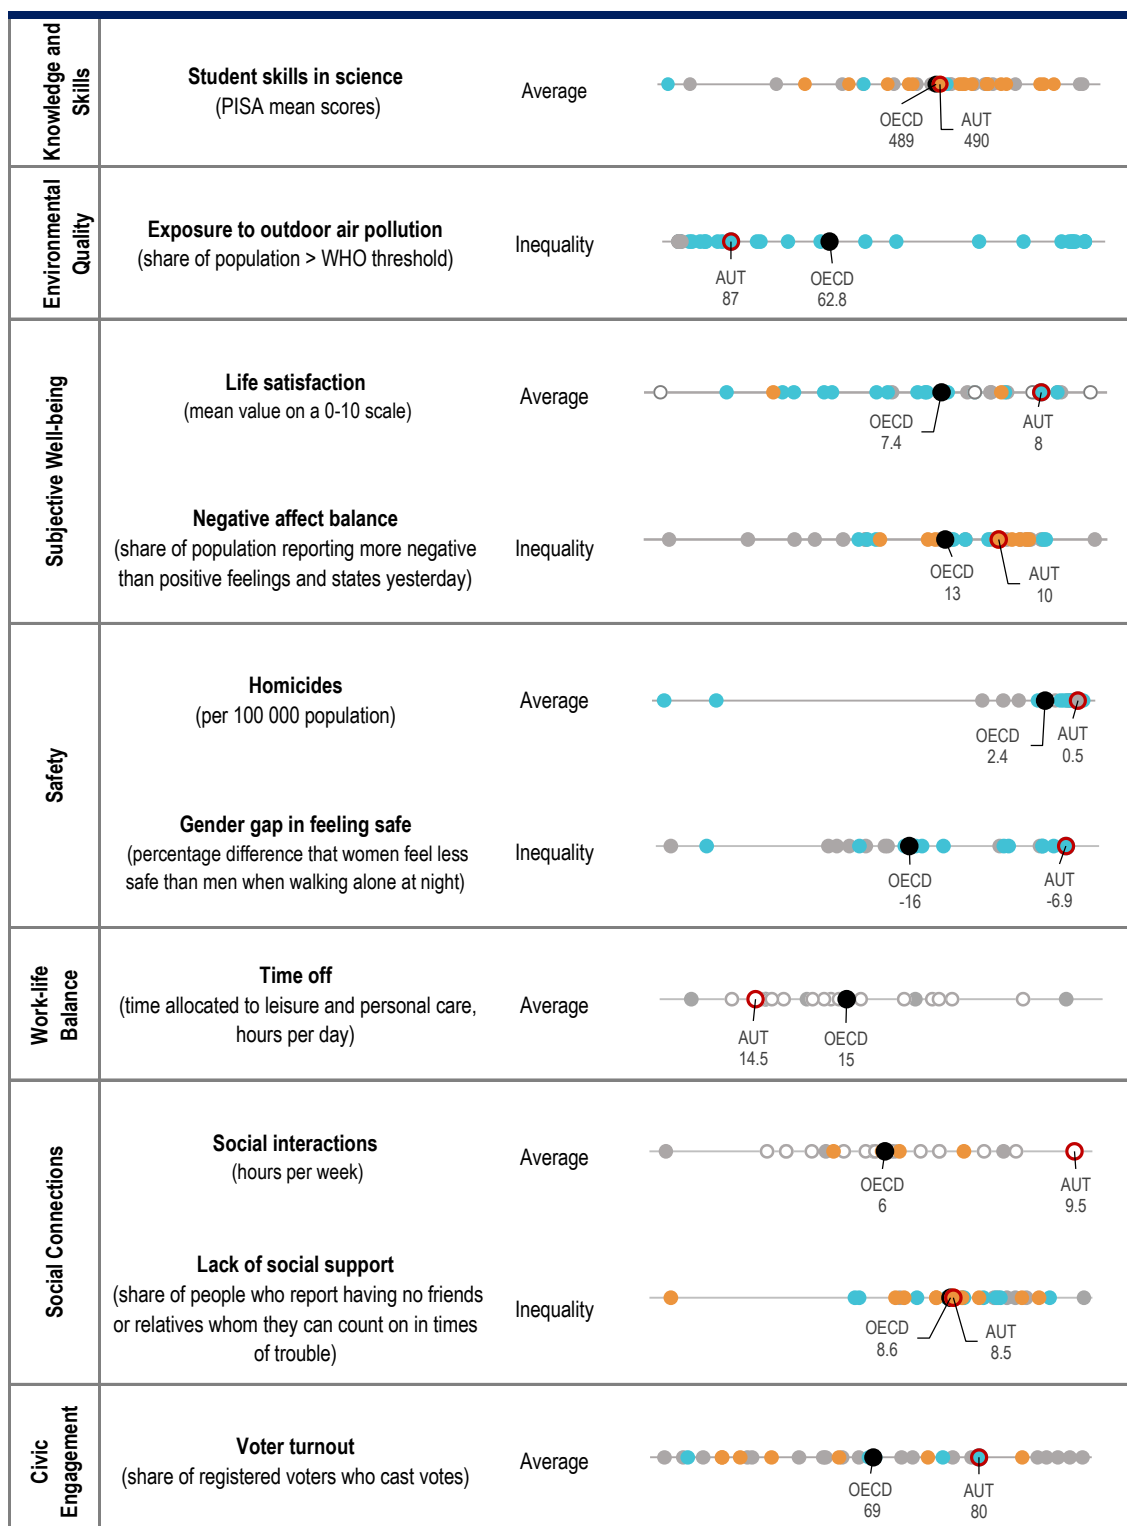 Knowledge and
Skills
Student skills in science
(PISA mean scores)
Average
OECD
489
AUT
490
Environmental
Quality
Exposure to outdoor air pollution
(share of population > WHO threshold)
Inequality
AUT
87
OECD
62.8
Subjective Well-being
Life satisfaction
(mean value on a 0-10 scale)
Average
OECD
7.4
AUT
8
Negative affect balance
(share of population reporting more negative
than positive feelings and states yesterday)
Inequality
OECD
13
AUT
10
Safety
Homicides
(per 100 000 population)
Average
OECD
2.4
AUT
0.5
Gender gap in feeling safe
(percentage difference that women feel less
safe than men when walking alone at night)
Inequality
OECD
-16
AUT
-6.9
Work-life
Balance
Time off
(time allocated to leisure and personal care,
hours per day)
Average
AUT
14.5
OECD
15
Social Connections
Social interactions
(hours per week)
Average
OECD
6
AUT
9.5
Lack of social support
(share of people who report having no friends
or relatives whom they can count on in times
of trouble)
Inequality
OECD
8.6
AUT
8.5
Civic
Engagement
Voter turnout
(share of registered voters who cast votes)
Average
OECD
69
AUT
80